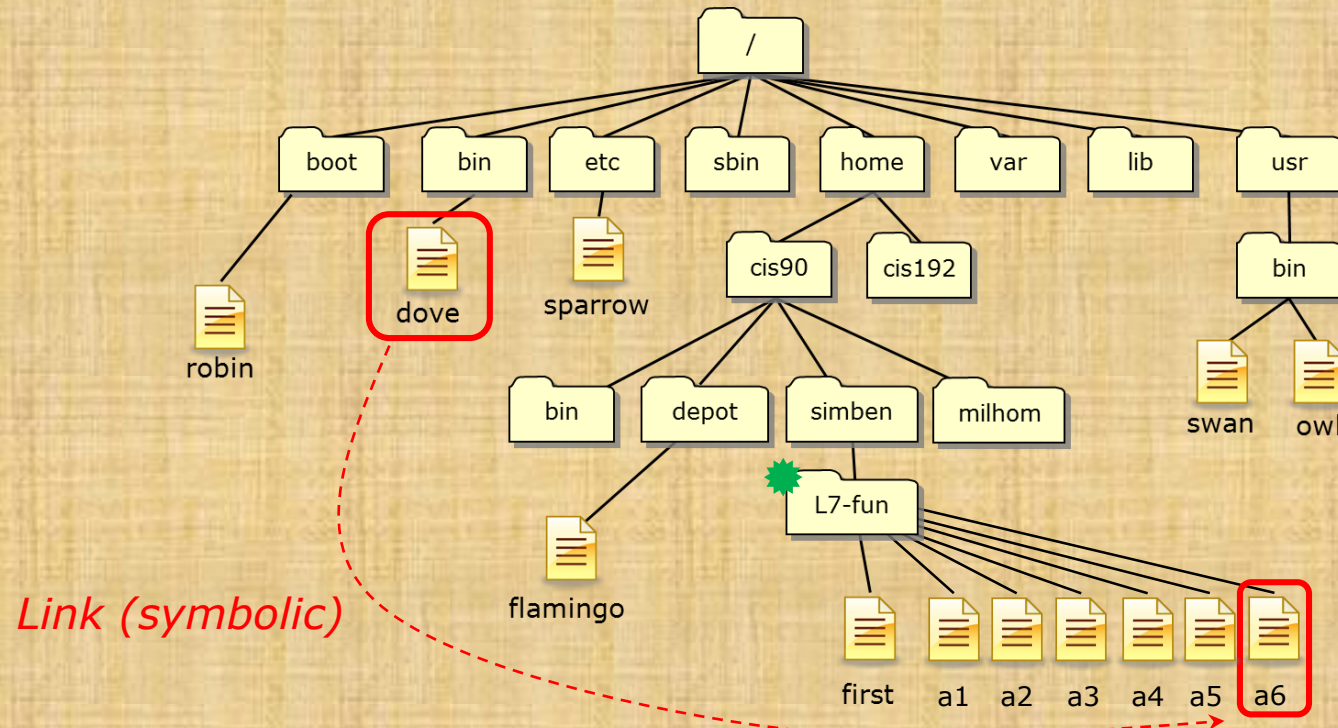 /
boot
bin
etc
sbin
home
var
lib
usr
dove
sparrow
cis90
cis192
bin
robin
bin
depot
simben
milhom
swan
L7-fun
Link (symbolic)
flamingo
first
a1
a2
a3
a4
a5
a6